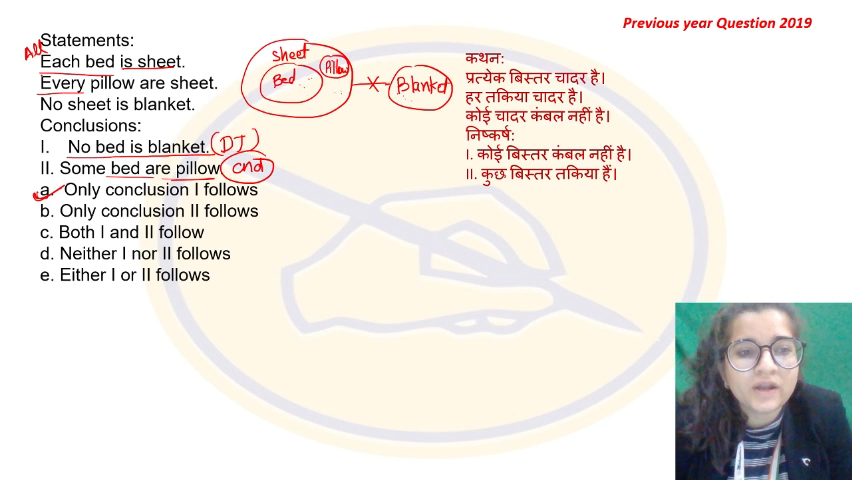 Previous year Question 2019
Statements:
All
Each bed is sheet.
Every pillow are sheet.
No sheet is blanket.
Conclusions:
I. No bed is blanket. (DT)
II. Some bed are pillow cnd
a. Only conclusion I follows
b. Only conclusion II follows
c. Both I and II follow
d. Neither I nor II follows
e. Either I or II follows
Sheet
Bed
Pillow
Blanket
कथन:
प्रत्येक बिस्तर चादर है।
हर तकिया चादर है।
कोई चादर कंबल नहीं है।
निष्कर्ष:
I. कोई बिस्तर कंबल नहीं है।
II. कुछ बिस्तर तकिया हैं।